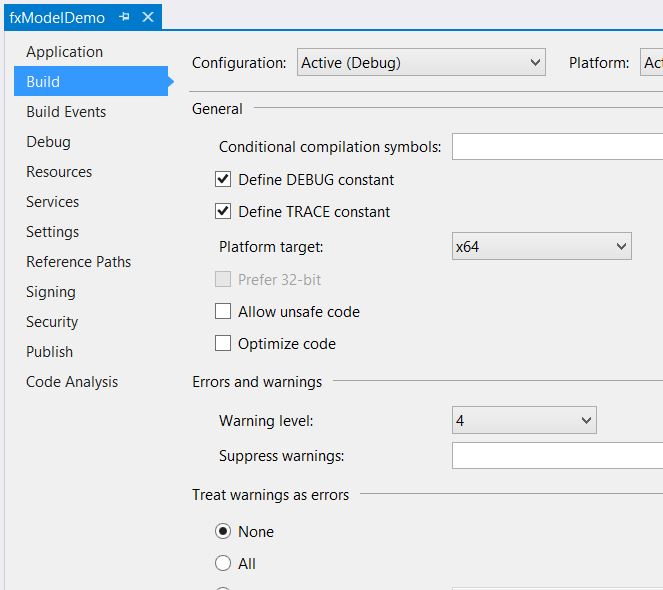 fxModelDemo
Application
Build
Build Events
Debug
Resources
Services
Settings
Reference Paths
Signing
Security
Publish
Code Analysis
Configuration: Active (Debug) Platform: Act
General
Conditional compilation symbols:
Define DEBUG constant
Define TRACE constant
Platform target: x64
Prefer 32-bit
Allow unsafe code
Optimize code
Errors and warnings
Warning level: 4
Suppress warnings:
Treat warnings as errors
None
All